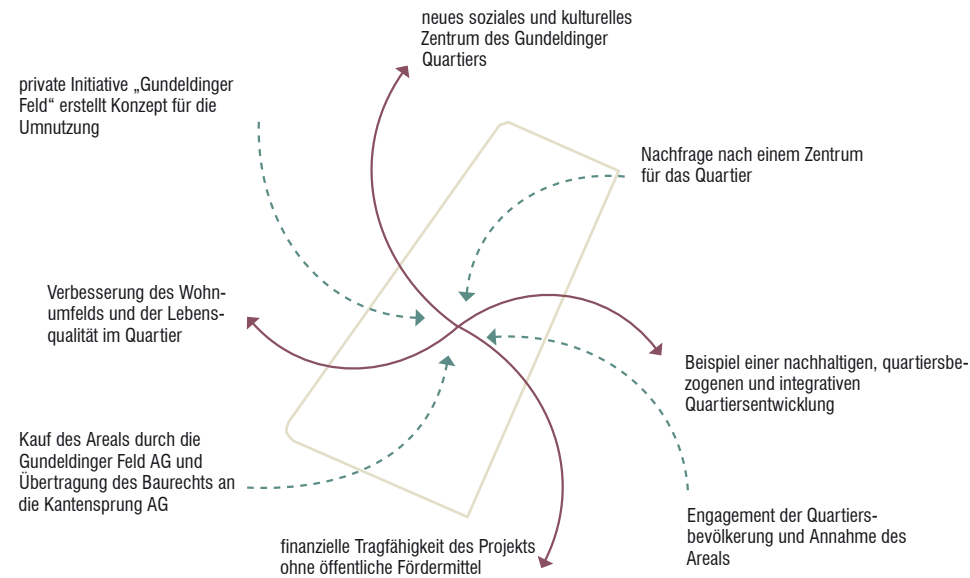 neues soziales und kulturelles
Zentrum des Gundeldinger
Quartiers
private Initiative „Gundeldinger
Feld“ erstellt Konzept für die
Umnutzung
Nachfrage nach einem Zentrum
für das Quartier
Verbesserung des Wohn-
umfelds und der Lebens-
qualität im Quartier
Beispiel einer nachhaltigen, quartiersbe-
zogenen und integrativen
Quartiersentwicklung
Kauf des Areals durch die
Gundeldinger Feld AG und
Übertragung des Baurechts an
die Kantensprung AG
Engagement der Quartiers-
bevölkerung und Annahme des
Areals
finanzielle Tragfähigkeit des Projekts
ohne öffentliche Fördermittel